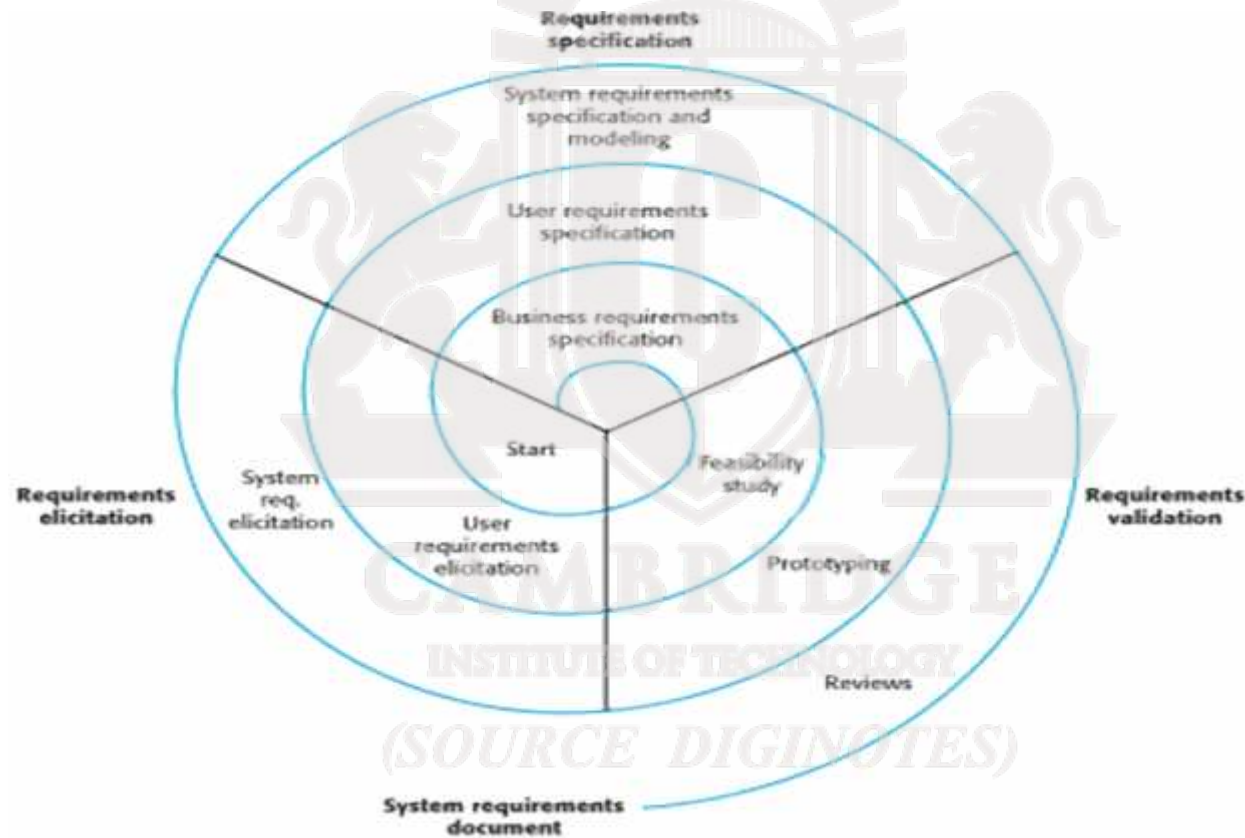 Requirements
specification
System requirements
specification and
modeling
User requirements
specification
Business requirements
specification
Start
Feasibility
study
System
req.
elicitation
Requirements
elicitation
User
requirements
elicitation
Requirements
validation
Prototyping
CAMBRIDGE
INSTITUTE OF TECHNOLOGY
Reviews
(SOURCE DIGINOTES)
System requirements
document